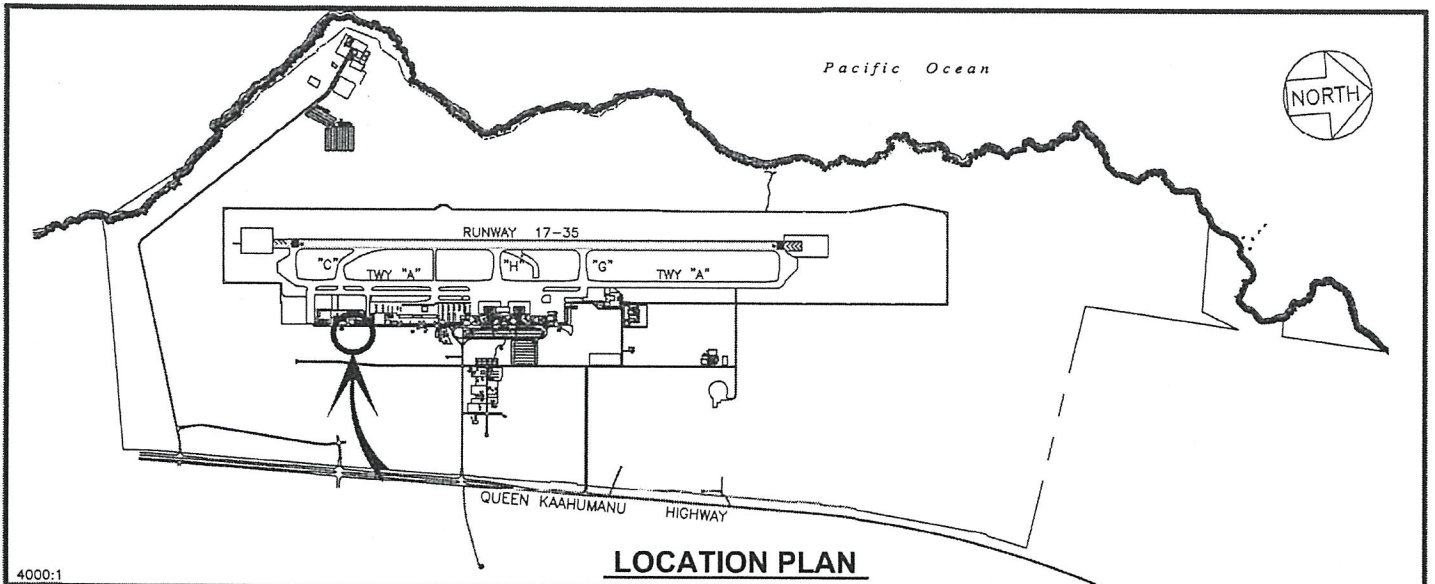 Pacific Ocean
NORTH
RUNWAY 17-35
"C"
"H"
"G"
TWY "A"
TWY "A"
QUEEN KAAHUMANU HIGHWAY
LOCATION PLAN
4000:1